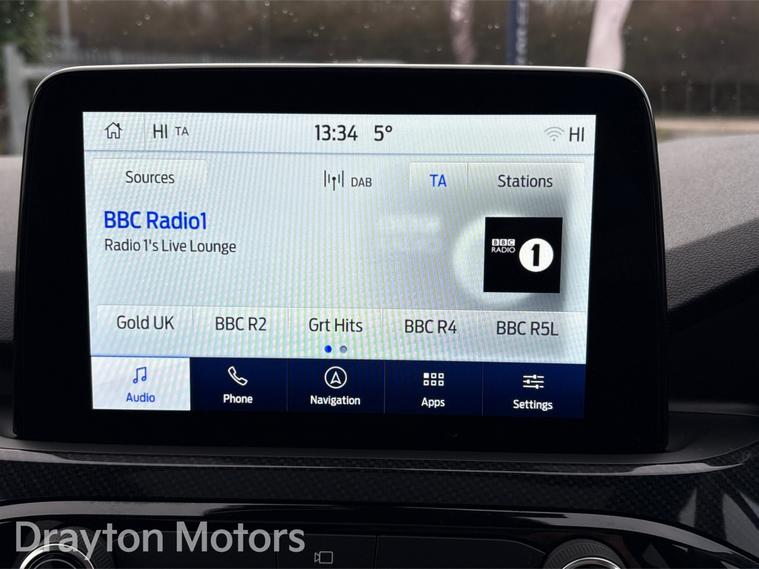 HI TA 13:34 5° HI
Sources DAB TA Stations
BBC Radio1
Radio 1's Live Lounge
BBC
RADIO 1
Gold UK BBC R2 Grt Hits BBC R4 BBC R5L
Audio Phone Navigation Apps Settings
Drayton Motors